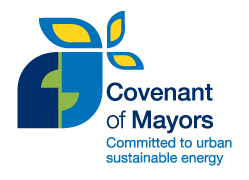 Covenant
of Mayors
Committed to urban
sustainable energy